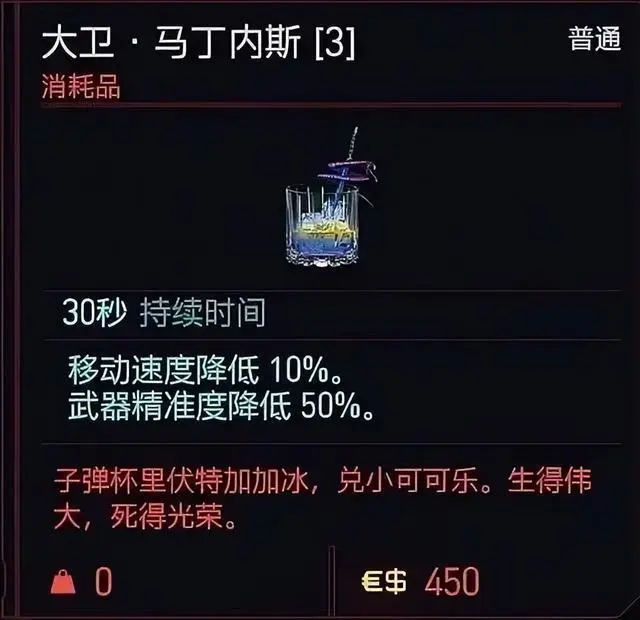 大卫·马丁内斯 [3]
普通
消耗品
30秒 持续时间
移动速度降低 10%。
武器精准度降低 50%。
子弹杯里伏特加加冰，兑小可可乐。生得伟
大，死得光荣。
0
€$ 450